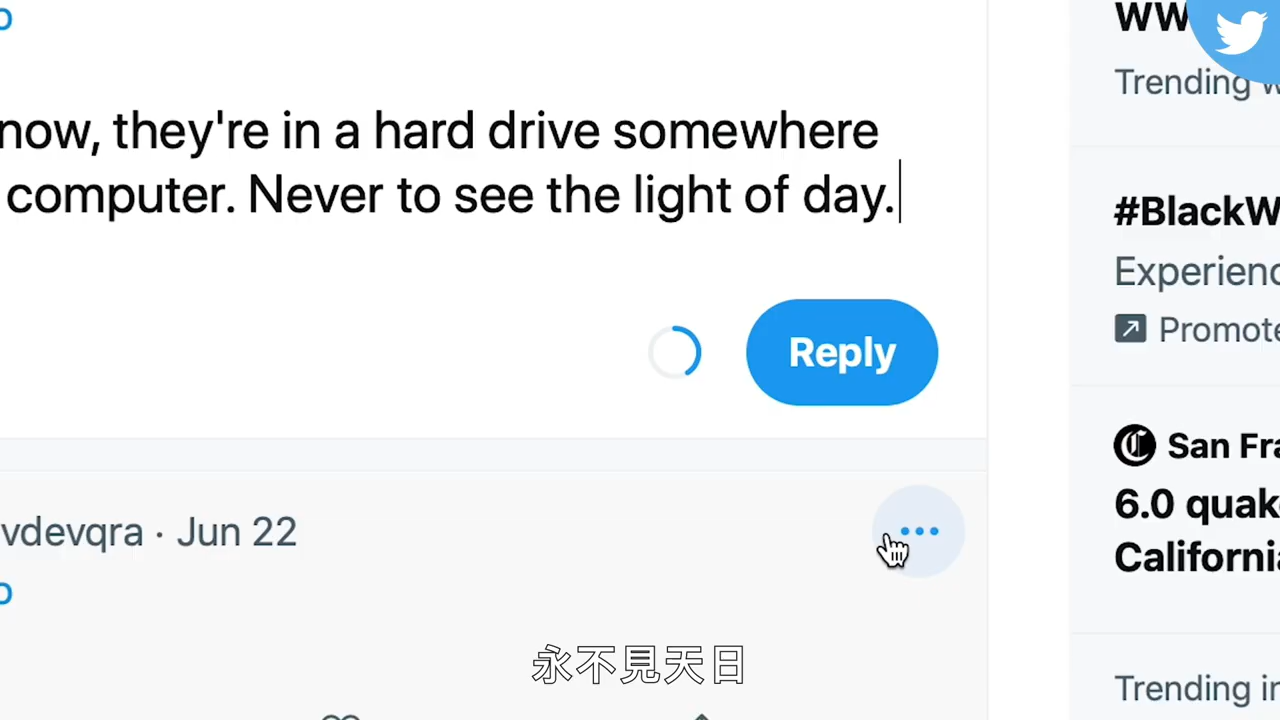 now, they're in a hard drive somewhere
computer. Never to see the light of day.
Reply
vdevqra · Jun 22
Trending
#BlackW
Experienc
Promote
San Fra
6.0 quak
California
Trending in
永不見天日